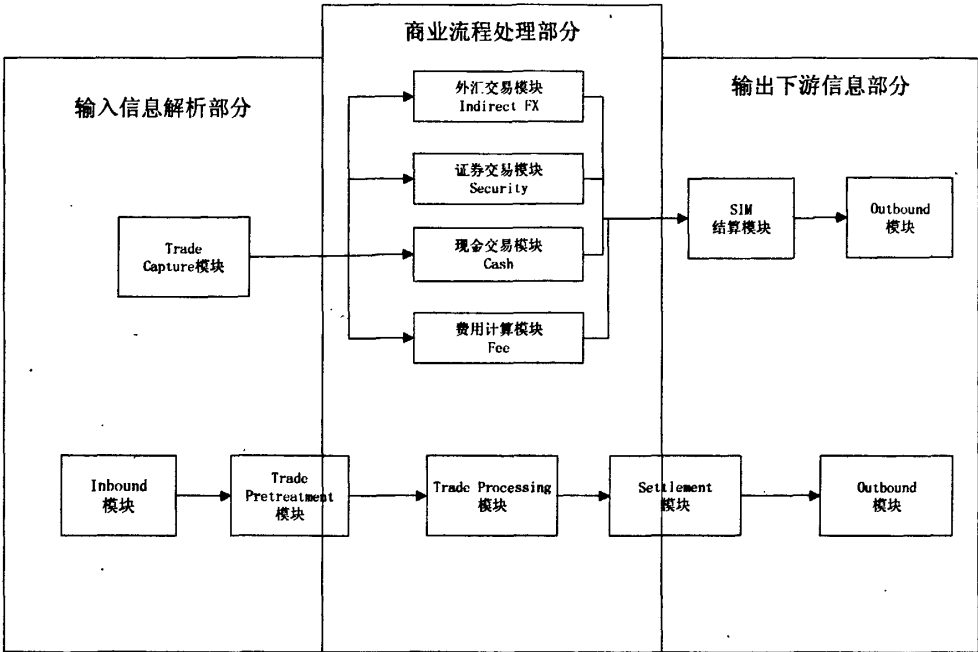 商业流程处理部分
输入信息解析部分
输出下游信息部分
外汇交易模块
Indirect FX
证券交易模块
Security
现金交易模块
Cash
费用计算模块
Fee
Trade
Capture模块
SIM
结算模块
Outbound
模块
Inbound
模块
Trade
Pretreatment
模块
Trade Processing
模块
Settlement
模块
Outbound
模块